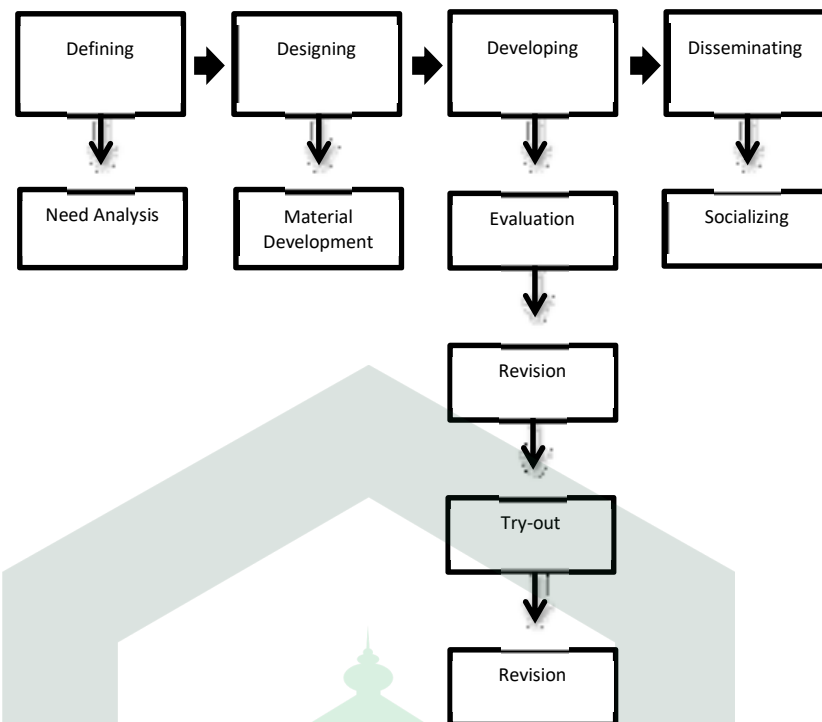 Defining
Designing
Developing
Disseminating
Need Analysis
Material
Development
Evaluation
Socializing
Revision
Try-out
Revision